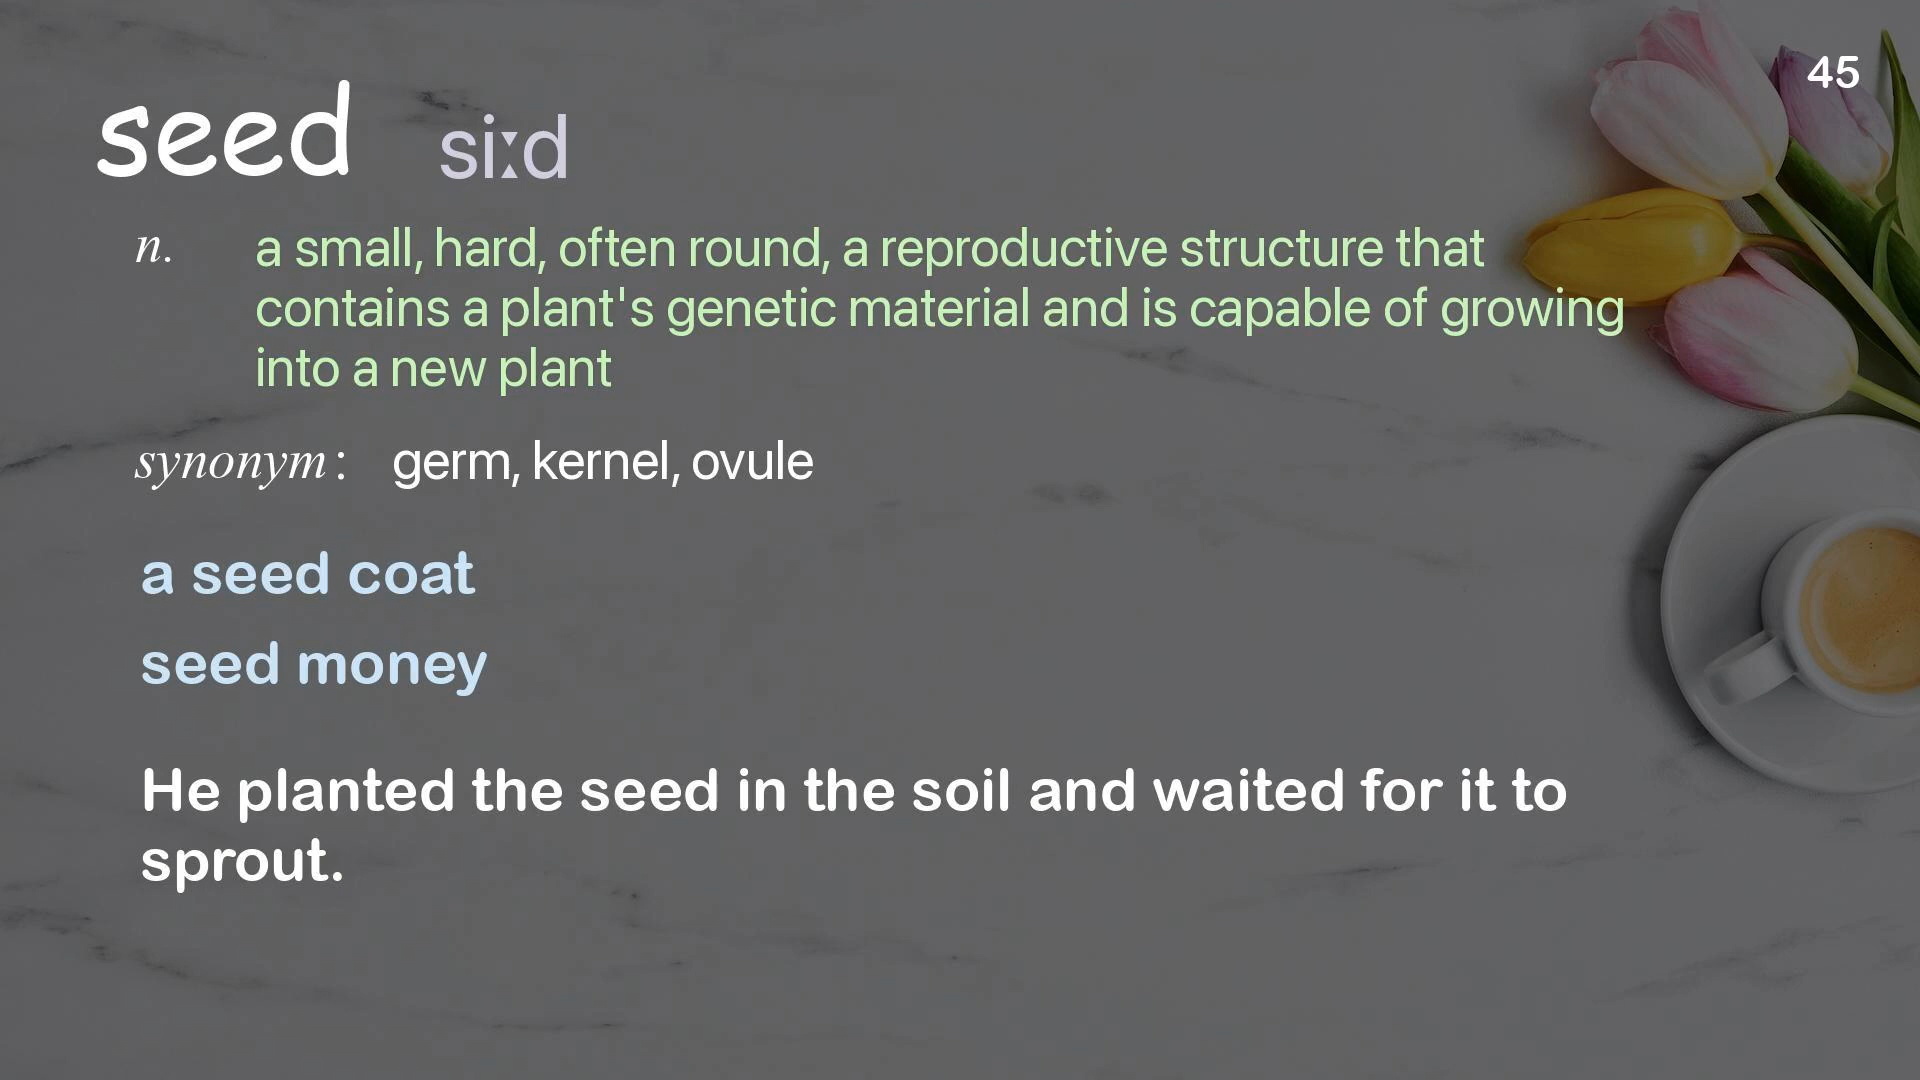 45
seed siːd
n. a small, hard, often round, a reproductive structure that
contains a plant's genetic material and is capable of growing
into a new plant
synonym: germ, kernel, ovule
a seed coat
seed money
He planted the seed in the soil and waited for it to
sprout.